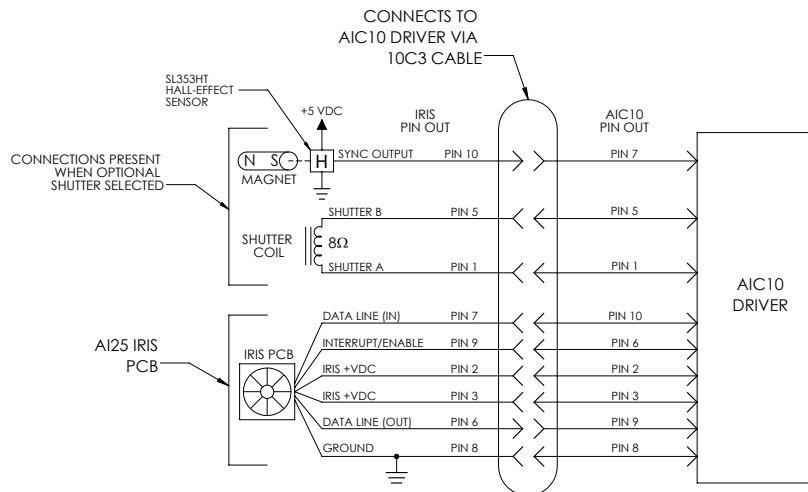 CONNECTS TO
AIC10 DRIVER VIA
10C3 CABLE
SL353HT
HALL-EFFECT
SENSOR
+5 VDC
IRIS
PIN OUT
AIC10
PIN OUT
CONNECTIONS PRESENT
WHEN OPTIONAL
SHUTTER SELECTED
N S
MAGNET
H
SYNC OUTPUT PIN 10 PIN 7
SHUTTER B PIN 5 PIN 5
SHUTTER
COIL
8Ω
SHUTTER A PIN 1 PIN 1
AIC10
DRIVER
AI25 IRIS
PCB
IRIS PCB
DATA LINE (IN) PIN 7 PIN 10
INTERRUPT/ENABLE PIN 9 PIN 6
IRIS +VDC PIN 2 PIN 2
IRIS +VDC PIN 3 PIN 3
DATA LINE (OUT) PIN 6 PIN 9
GROUND PIN 8 PIN 8